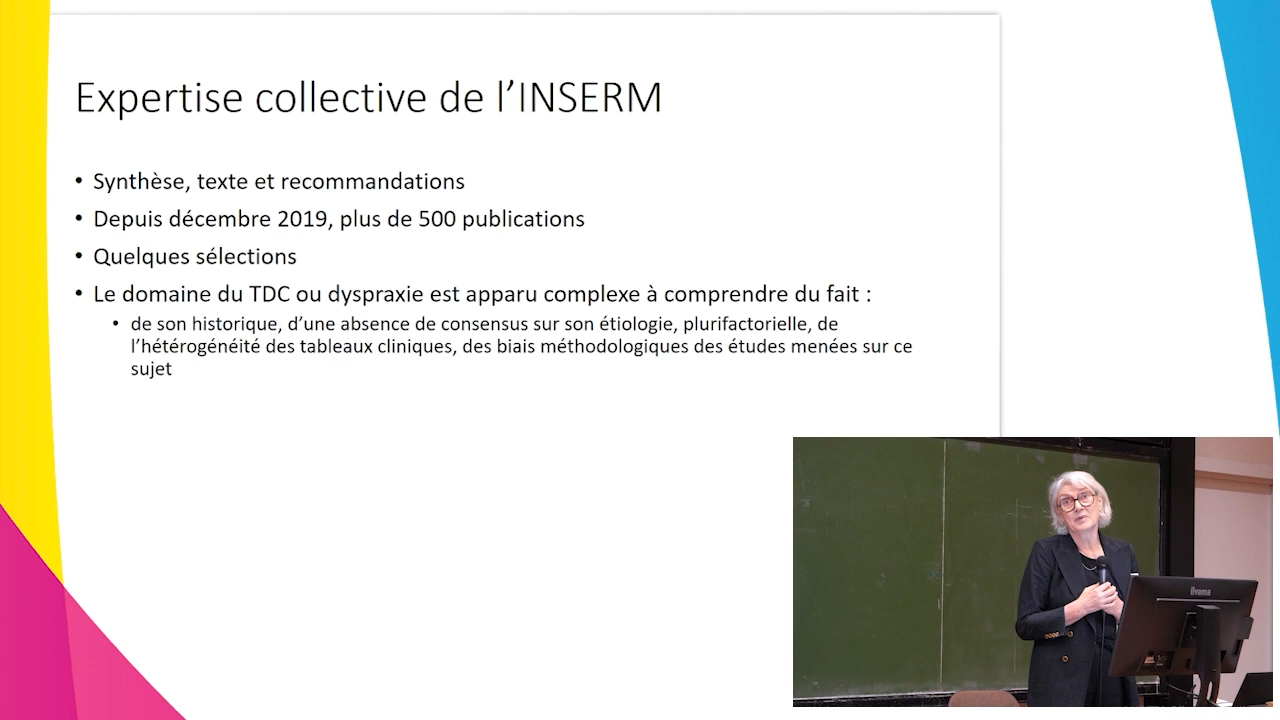 Expertise collective de l’INSERM
• Synthèse, texte et recommandations
• Depuis décembre 2019, plus de 500 publications
• Quelques sélections
• Le domaine du TDC ou dyspraxie est apparu complexe à comprendre du fait :
• de son historique, d’une absence de consensus sur son étiologie, plurifactorielle, de
l’hétérogénéité des tableaux cliniques, des biais méthodologiques des études menées sur ce
sujet
iiyama